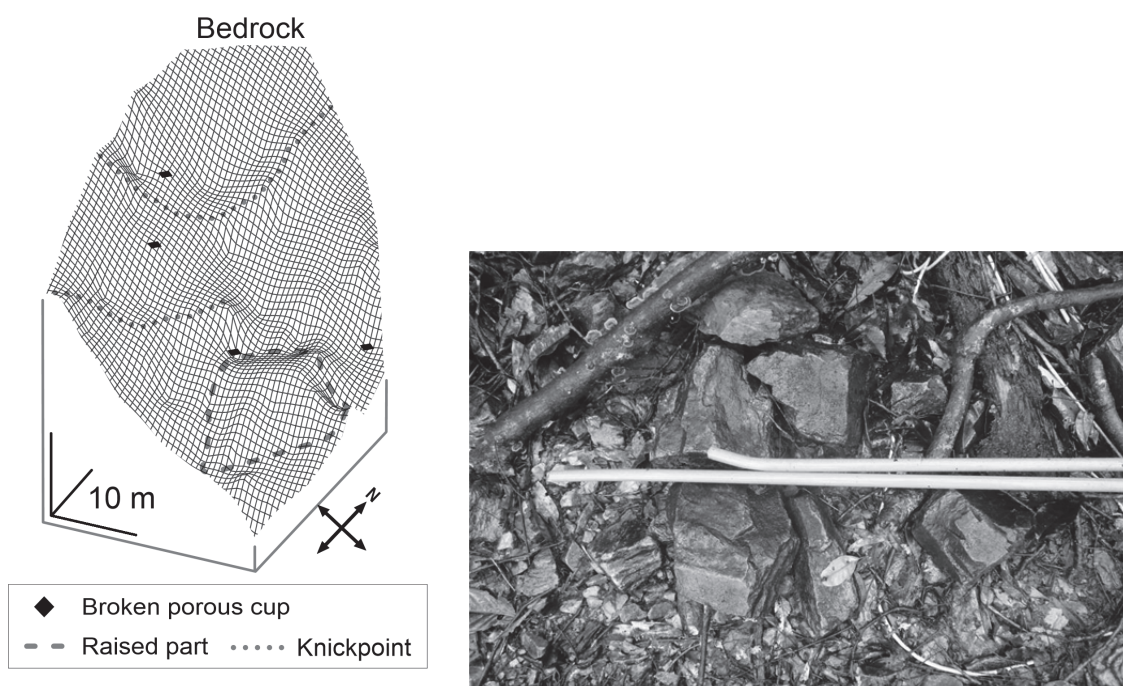 Bedrock
10 m
N
Broken porous cup
Raised part
Knickpoint